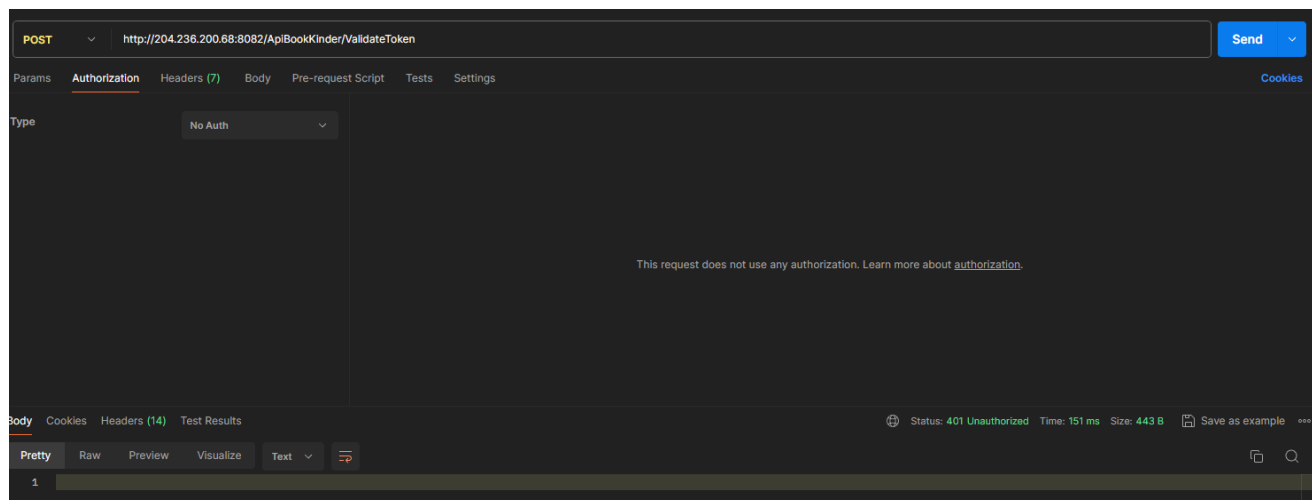 POST http://204.236.200.68:8082/ApiBookKinder/ValidateToken Send
Params Authorization Headers (7) Body Pre-request Script Tests Settings Cookies
Type No Auth
This request does not use any authorization. Learn more about authorization.
Body Cookies Headers (14) Test Results Status: 401 Unauthorized Time: 151 ms Size: 443 B Save as example
Pretty Raw Preview Visualize Text
1